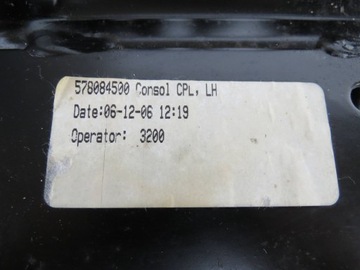 578084500 Consol CPL, LH
Date:06-12-06 12:19
Operator: 3200